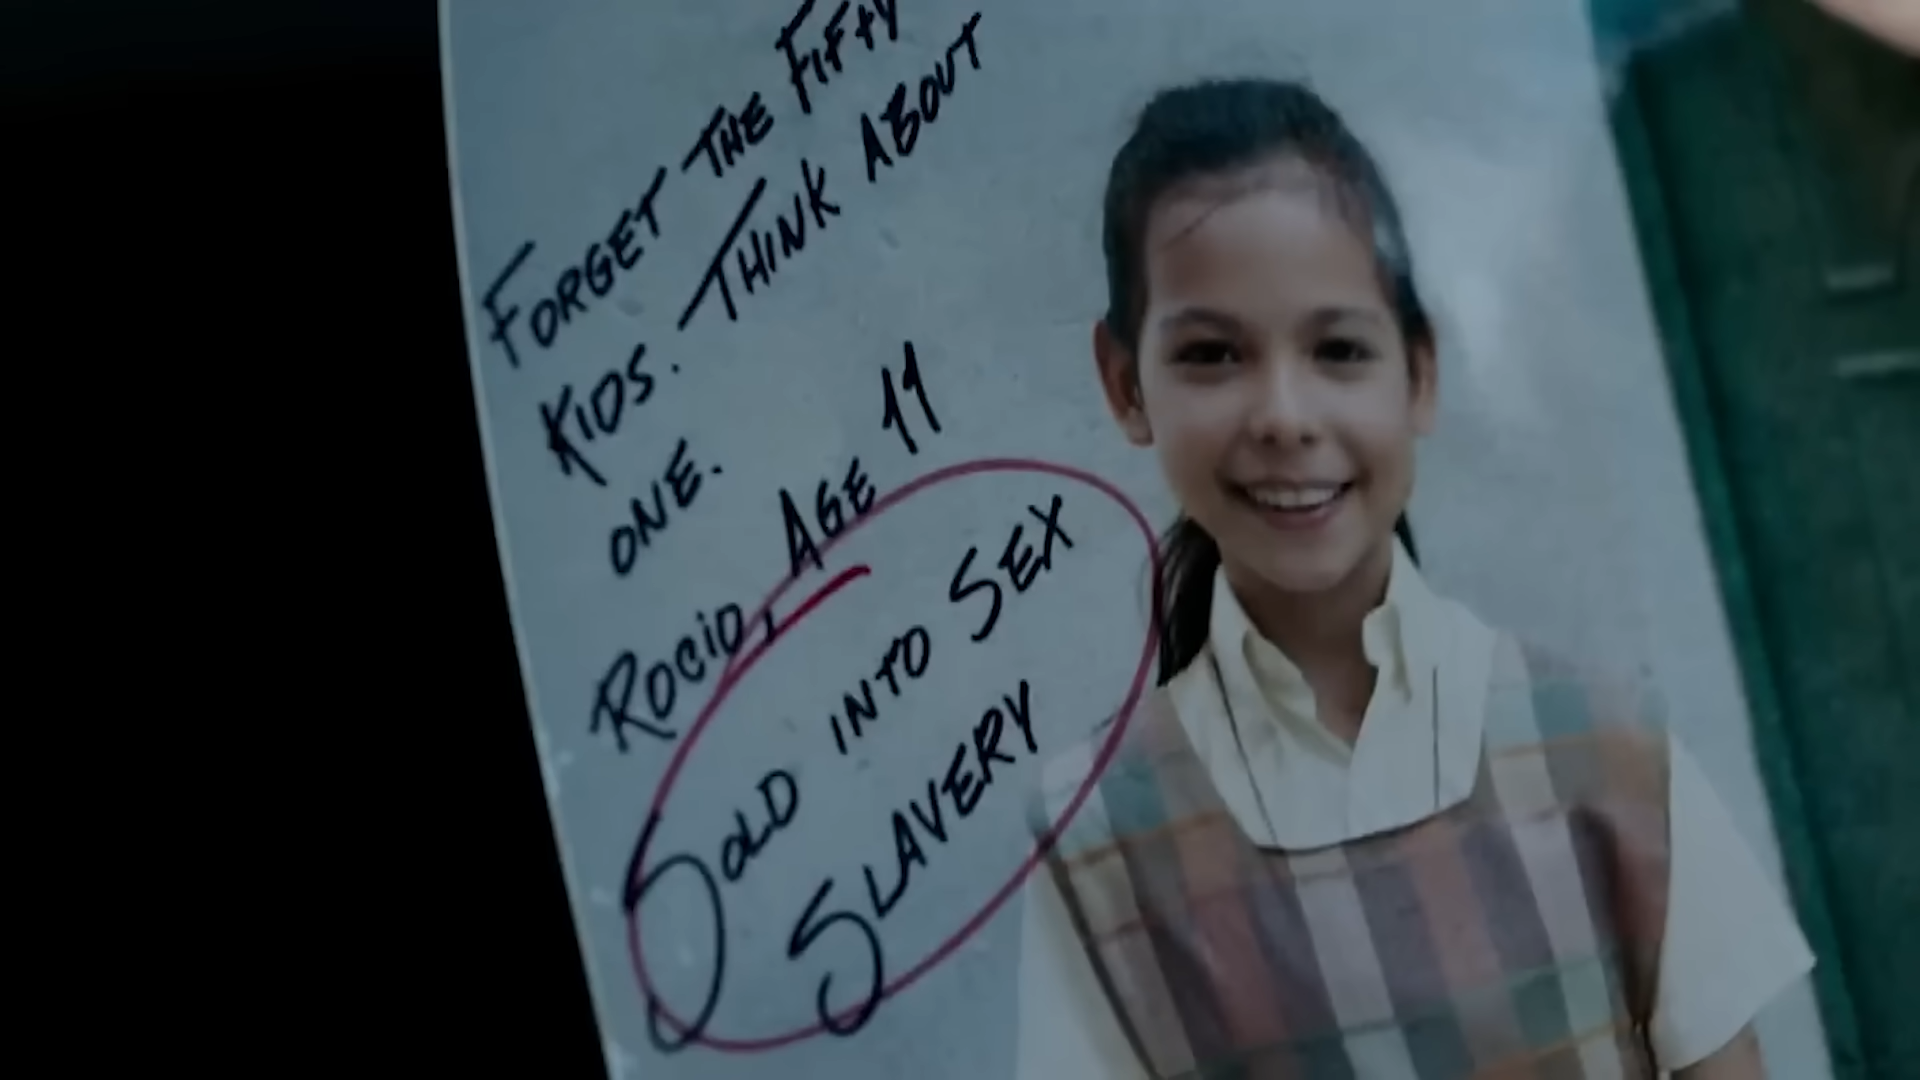 FORGET THE FIFTY
KIDS. THINK ABOUT
ONE.
ROCIO, AGE 11
SOLD INTO SEX
SLAVERY